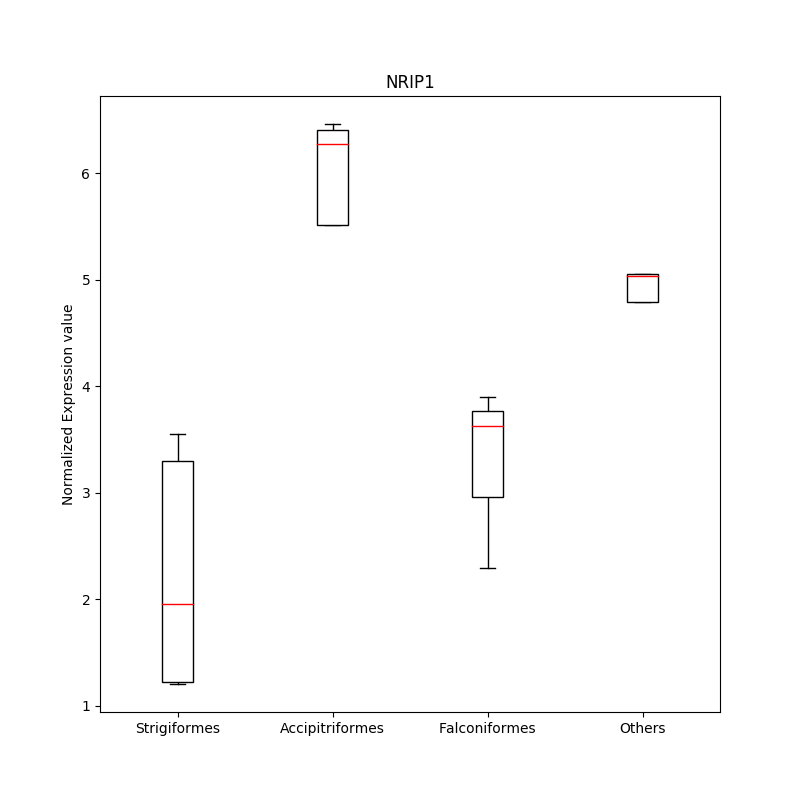 NRIP1
Normalized Expression value
6
5
4
3
2
1
Strigiformes
Accipitriformes
Falconiformes
Others